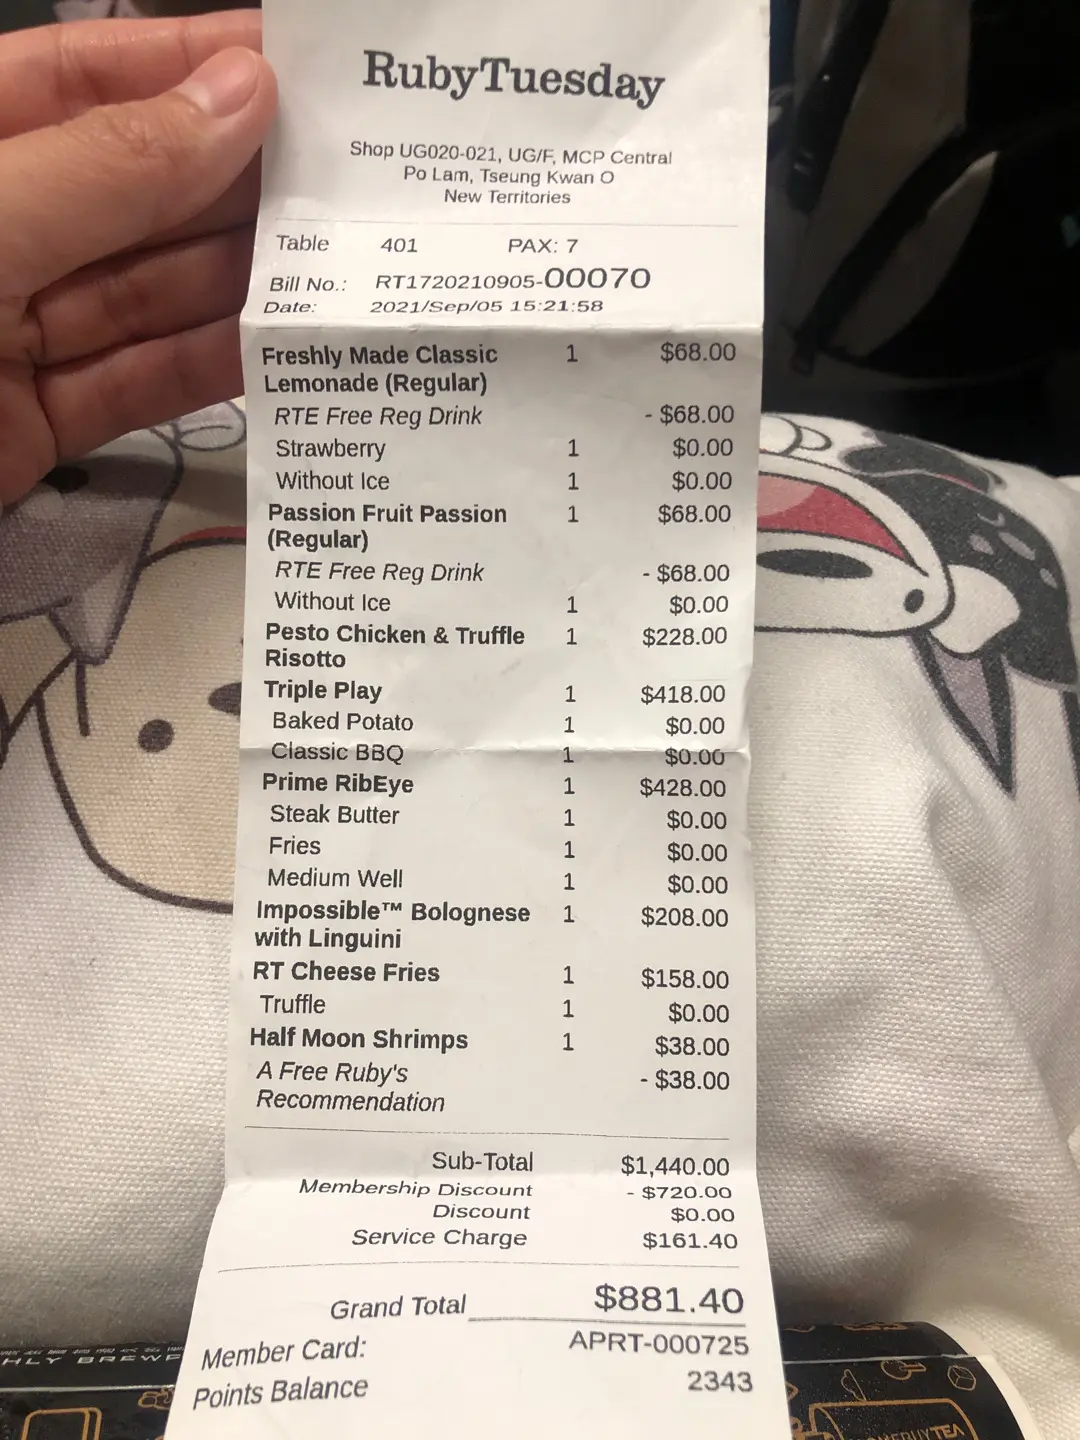 RubyTuesday
Shop UG020-021, UG/F, MCP Central
Po Lam, Tseung Kwan O
New Territories
Table 401 PAX: 7
Bill No.: RT1720210905-00070
Date: 2021/Sep/05 15:21:58
Freshly Made Classic 1 $68.00
Lemonade (Regular)
RTE Free Reg Drink - $68.00
Strawberry 1 $0.00
Without Ice 1 $0.00
Passion Fruit Passion 1 $68.00
(Regular)
RTE Free Reg Drink - $68.00
Without Ice 1 $0.00
Pesto Chicken & Truffle 1 $228.00
Risotto
Triple Play 1 $418.00
Baked Potato 1 $0.00
Classic BBQ 1 $0.00
Prime RibEye 1 $428.00
Steak Butter 1 $0.00
Fries 1 $0.00
Medium Well 1 $0.00
Impossible™ Bolognese 1 $208.00
with Linguini
RT Cheese Fries 1 $158.00
Truffle 1 $0.00
Half Moon Shrimps 1 $38.00
A Free Ruby's - $38.00
Recommendation
Sub-Total $1,440.00
Membership Discount - $720.00
Discount $0.00
Service Charge $161.40
Grand Total $881.40
Member Card: APRT-000725
Points Balance 2343